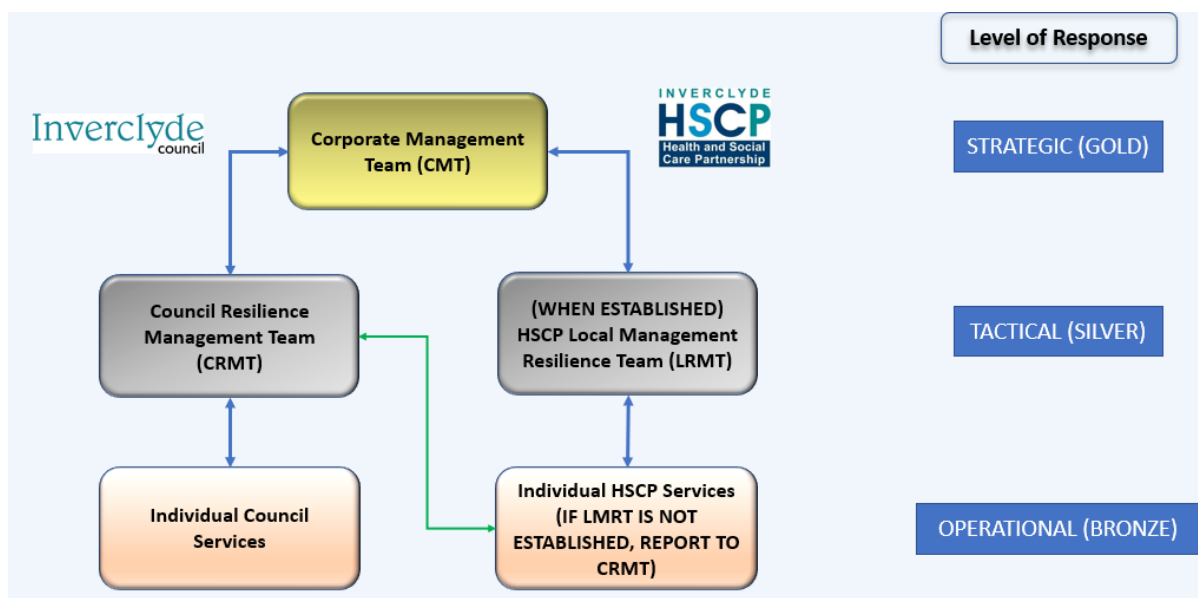 Level of Response
Inverclyde
council
Corporate Management
Team (CMT)
INVERCLYDE
HSCP
Health and Social
Care Partnership
STRATEGIC (GOLD)
Council Resilience
Management Team
(CRMT)
(WHEN ESTABLISHED)
HSCP Local Management
Resilience Team (LRMT)
TACTICAL (SILVER)
Individual Council
Services
Individual HSCP Services
(IF LMRT IS NOT
ESTABLISHED, REPORT TO
CRMT)
OPERATIONAL (BRONZE)